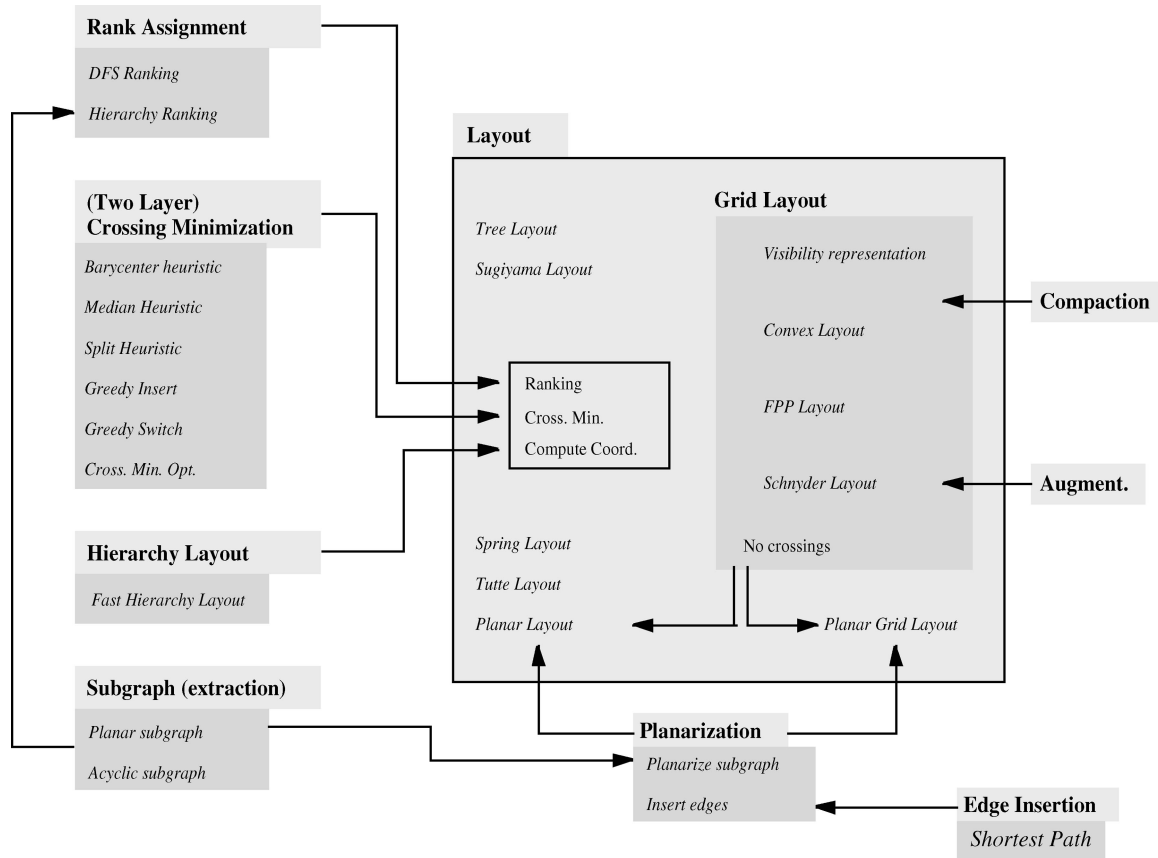 Rank Assignment
DFS Ranking
Hierarchy Ranking
(Two Layer)
Crossing Minimization
Barycenter heuristic
Median Heuristic
Split Heuristic
Greedy Insert
Greedy Switch
Cross. Min. Opt.
Hierarchy Layout
Fast Hierarchy Layout
Subgraph (extraction)
Planar subgraph
Acyclic subgraph
Layout
Tree Layout
Sugiyama Layout
Ranking
Cross. Min.
Compute Coord.
Spring Layout
Tutte Layout
Planar Layout
Grid Layout
Visibility representation
Convex Layout
FPP Layout
Schnyder Layout
No crossings
Planar Grid Layout
Compaction
Augment.
Planarization
Planarize subgraph
Insert edges
Edge Insertion
Shortest Path